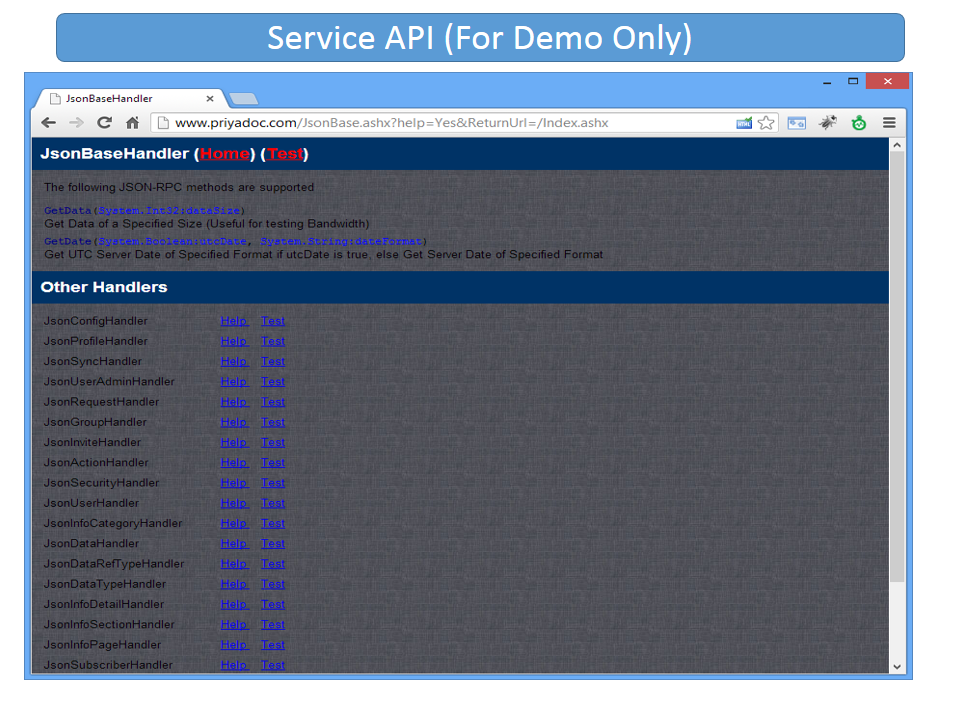 Service API (For Demo Only)
JsonBaseHandler
www.priyadoc.com/JsonBase.ashx?help=Yes&ReturnUrl=/Index.ashx
JsonBaseHandler (Home) (Test)
The following JSON-RPC methods are supported
GetData(System.Int32:dataSize)
Get Data of a Specified Size (Useful for testing Bandwidth)
GetDate(System.Boolean:utcDate, System.String:dateFormat)
Get UTC Server Date of Specified Format if utcDate is true, else Get Server Date of Specified Format
Other Handlers
JsonConfigHandler Help Test
JsonProfileHandler Help Test
JsonSyncHandler Help Test
JsonUserAdminHandler Help Test
JsonRequestHandler Help Test
JsonGroupHandler Help Test
JsonInviteHandler Help Test
JsonActionHandler Help Test
JsonSecurityHandler Help Test
JsonUserHandler Help Test
JsonInfoCategoryHandler Help Test
JsonDataHandler Help Test
JsonDataRefTypeHandler Help Test
JsonDataTypeHandler Help Test
JsonInfoDetailHandler Help Test
JsonInfoSectionHandler Help Test
JsonInfoPageHandler Help Test
JsonSubscriberHandler Help Test